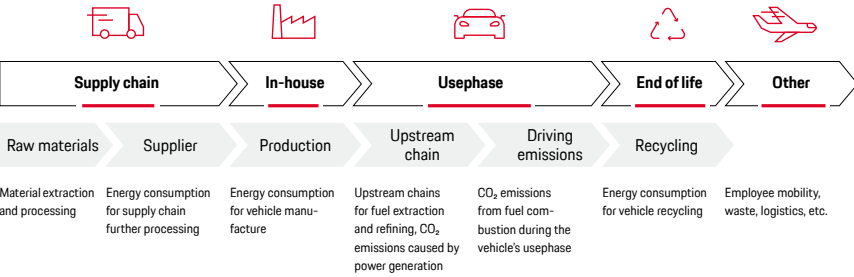 Supply chain
In-house
Usephase
End of life
Other
Raw materials
Supplier
Production
Upstream
chain
Driving
emissions
Recycling
Material extraction
and processing
Energy consumption
for supply chain
further processing
Energy consumption
for vehicle manu-
facture
Upstream chains
for fuel extraction
and refining, CO₂
emissions caused by
power generation
CO₂ emissions
from fuel com-
bustion during the
vehicle's usephase
Energy consumption
for vehicle recycling
Employee mobility,
waste, logistics, etc.